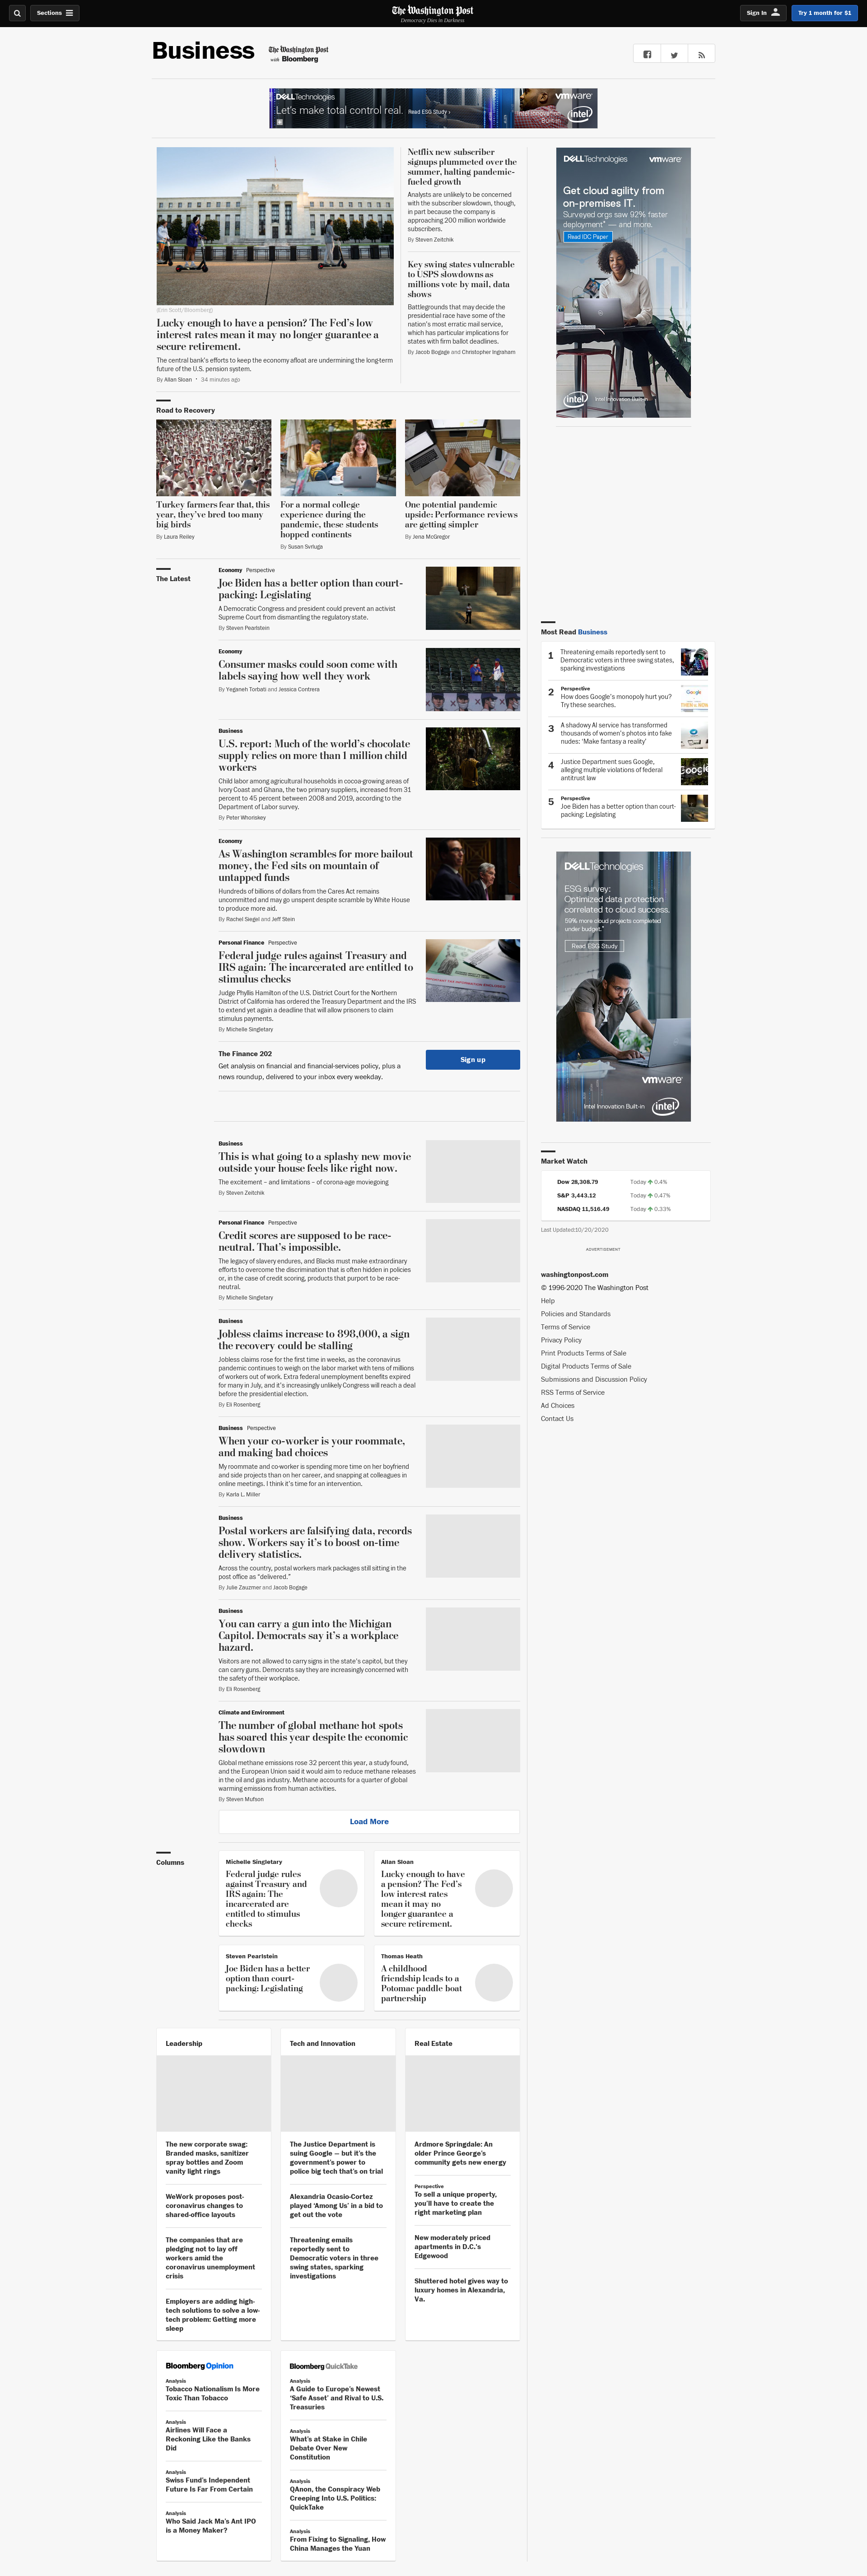 Sections
The Washington Post
Democracy Dies in Darkness
Sign In
Try 1 month for $1
Business
The Washington Post
with Bloomberg
DELLTechnologies
Let's make total control real. Read ESG Study ›
vmware
Intel Innovation
Built-in
intel
(Erin Scott/Bloomberg)
Lucky enough to have a pension? The Fed's low
interest rates mean it may no longer guarantee a
secure retirement.
The central bank's efforts to keep the economy afloat are undermining the long-term
future of the U.S. pension system.
By Allan Sloan • 34 minutes ago
Netflix new subscriber
signups plummeted over the
summer, halting pandemic-
fueled growth
Analysts are unlikely to be concerned
with the subscriber slowdown, though,
in part because the company is
approaching 200 million worldwide
subscribers.
By Steven Zeitchik
Key swing states vulnerable
to USPS slowdowns as
millions vote by mail, data
shows
Battlegrounds that may decide the
presidential race have some of the
nation's most erratic mail service,
which has particular implications for
states with firm ballot deadlines.
By Jacob Bogage and Christopher Ingraham
DELLTechnologies vmware
Get cloud agility from
on-premises IT.
Surveyed orgs saw 92% faster
deployment* — and more.
Read IDC Paper
intel Intel Innovation Built-in
Road to Recovery
Turkey farmers fear that, this
year, they've bred too many
big birds
By Laura Reiley
For a normal college
experience during the
pandemic, these students
hopped continents
By Susan Svrluga
One potential pandemic
upside: Performance reviews
are getting simpler
By Jena McGregor
The Latest
Economy Perspective
Joe Biden has a better option than court-
packing: Legislating
A Democratic Congress and president could prevent an activist
Supreme Court from dismantling the regulatory state.
By Steven Pearlstein
Economy
Consumer masks could soon come with
labels saying how well they work
By Yeganeh Torbati and Jessica Contrera
Business
U.S. report: Much of the world's chocolate
supply relies on more than 1 million child
workers
Child labor among agricultural households in cocoa-growing areas of
Ivory Coast and Ghana, the two primary suppliers, increased from 31
percent to 45 percent between 2008 and 2019, according to the
Department of Labor survey.
By Peter Whoriskey
Economy
As Washington scrambles for more bailout
money, the Fed sits on mountain of
untapped funds
Hundreds of billions of dollars from the Cares Act remains
uncommitted and may go unspent despite scramble by White House
to produce more aid.
By Rachel Siegel and Jeff Stein
Personal Finance Perspective
Federal judge rules against Treasury and
IRS again: The incarcerated are entitled to
stimulus checks
Judge Phyllis Hamilton of the U.S. District Court for the Northern
District of California has ordered the Treasury Department and the IRS
to extend yet again a deadline that will allow prisoners to claim
stimulus payments.
By Michelle Singletary
The Finance 202
Get analysis on financial and financial-services policy, plus a
news roundup, delivered to your inbox every weekday.
Sign up
Most Read Business
1 Threatening emails reportedly sent to
Democratic voters in three swing states,
sparking investigations
2 Perspective
How does Google's monopoly hurt you?
Try these searches.
3 A shadowy AI service has transformed
thousands of women's photos into fake
nudes: 'Make fantasy a reality'
4 Justice Department sues Google,
alleging multiple violations of federal
antitrust law
5 Perspective
Joe Biden has a better option than court-
packing: Legislating
DELLTechnologies
ESG survey:
Optimized data protection
correlated to cloud success.
59% more cloud projects completed
under budget.*
Read ESG Study
vmware
Intel Innovation Built-in intel
Market Watch
Dow 28,308.79 Today 0.4%
S&P 3,443.12 Today 0.47%
NASDAQ 11,516.49 Today 0.33%
Last Updated:10/20/2020
ADVERTISEMENT
washingtonpost.com
© 1996-2020 The Washington Post
Help
Policies and Standards
Terms of Service
Privacy Policy
Print Products Terms of Sale
Digital Products Terms of Sale
Submissions and Discussion Policy
RSS Terms of Service
Ad Choices
Contact Us
Business
This is what going to a splashy new movie
outside your house feels like right now.
The excitement – and limitations – of corona-age moviegoing
By Steven Zeitchik
Personal Finance Perspective
Credit scores are supposed to be race-
neutral. That's impossible.
The legacy of slavery endures, and Blacks must make extraordinary
efforts to overcome the discrimination that is often hidden in policies
or, in the case of credit scoring, products that purport to be race-
neutral.
By Michelle Singletary
Business
Jobless claims increase to 898,000, a sign
the recovery could be stalling
Jobless claims rose for the first time in weeks, as the coronavirus
pandemic continues to weigh on the labor market with tens of millions
of workers out of work. Extra federal unemployment benefits expired
for many in July, and it's increasingly unlikely Congress will reach a deal
before the presidential election.
By Eli Rosenberg
Business Perspective
When your co-worker is your roommate,
and making bad choices
My roommate and co-worker is spending more time on her boyfriend
and side projects than on her career, and snapping at colleagues in
online meetings. I think it's time for an intervention.
By Karla L. Miller
Business
Postal workers are falsifying data, records
show. Workers say it's to boost on-time
delivery statistics.
Across the country, postal workers mark packages still sitting in the
post office as "delivered."
By Julie Zauzmer and Jacob Bogage
Business
You can carry a gun into the Michigan
Capitol. Democrats say it's a workplace
hazard.
Visitors are not allowed to carry signs in the state's capitol, but they
can carry guns. Democrats say they are increasingly concerned with
the safety of their workplace.
By Eli Rosenberg
Climate and Environment
The number of global methane hot spots
has soared this year despite the economic
slowdown
Global methane emissions rose 32 percent this year, a study found,
and the European Union said it would aim to reduce methane releases
in the oil and gas industry. Methane accounts for a quarter of global
warming emissions from human activities.
By Steven Mufson
Load More
Columns
Michelle Singletary
Federal judge rules
against Treasury and
IRS again: The
incarcerated are
entitled to stimulus
checks
Allan Sloan
Lucky enough to have
a pension? The Fed's
low interest rates
mean it may no
longer guarantee a
secure retirement.
Steven Pearlstein
Joe Biden has a better
option than court-
packing: Legislating
Thomas Heath
A childhood
friendship leads to a
Potomac paddle boat
partnership
Leadership
The new corporate swag:
Branded masks, sanitizer
spray bottles and Zoom
vanity light rings
WeWork proposes post-
coronavirus changes to
shared-office layouts
The companies that are
pledging not to lay off
workers amid the
coronavirus unemployment
crisis
Employers are adding high-
tech solutions to solve a low-
tech problem: Getting more
sleep
Tech and Innovation
The Justice Department is
suing Google — but it's the
government's power to
police big tech that's on trial
Alexandria Ocasio-Cortez
played 'Among Us' in a bid to
get out the vote
Threatening emails
reportedly sent to
Democratic voters in three
swing states, sparking
investigations
Real Estate
Ardmore Springdale: An
older Prince George's
community gets new energy
Perspective
To sell a unique property,
you'll have to create the
right marketing plan
New moderately priced
apartments in D.C.'s
Edgewood
Shuttered hotel gives way to
luxury homes in Alexandria,
Va.
Bloomberg Opinion
Analysis
Tobacco Nationalism Is More
Toxic Than Tobacco
Analysis
Airlines Will Face a
Reckoning Like the Banks
Did
Analysis
Swiss Fund's Independent
Future Is Far From Certain
Analysis
Who Said Jack Ma's Ant IPO
is a Money Maker?
Bloomberg QuickTake
Analysis
A Guide to Europe's Newest
'Safe Asset' and Rival to U.S.
Treasuries
Analysis
What's at Stake in Chile
Debate Over New
Constitution
Analysis
QAnon, the Conspiracy Web
Creeping Into U.S. Politics:
QuickTake
Analysis
From Fixing to Signaling, How
China Manages the Yuan